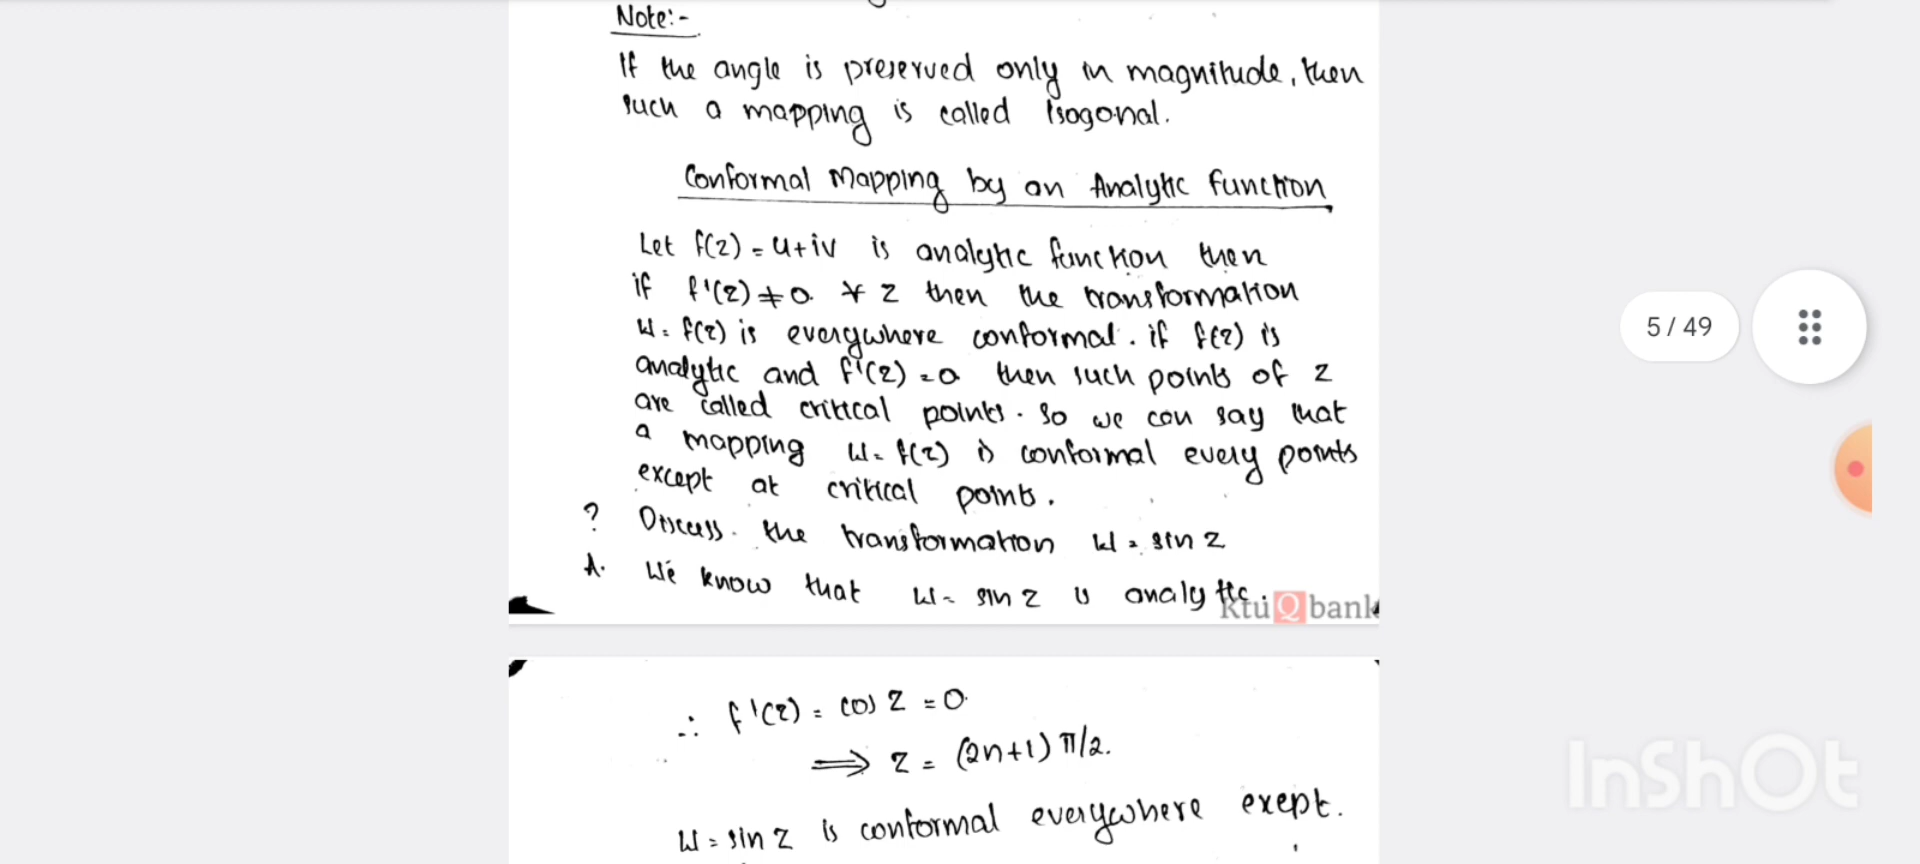 Note:-
If the angle is preserved only in magnitude, then
such a mapping is called Isogonal.
Conformal Mapping by an Analytic function
Let f(z) = u+iv is analytic function then
if f'(z) ≠ 0 ∀ z then the transformation
W = f(z) is everywhere conformal. if f(z) is
analytic and f'(z) = 0 then such points of z
are called critical points. So we can say that
a mapping W = f(z) is conformal every points
except at critical points.
? Discuss the transformation W = sin z
A. We know that W = sin z is analytic.
Ktu Q bank
5 / 49
∴ f'(z) = cos z = 0
⟹ z = (2n+1) π/2.
W = sin z is conformal everywhere exept.
InShOt